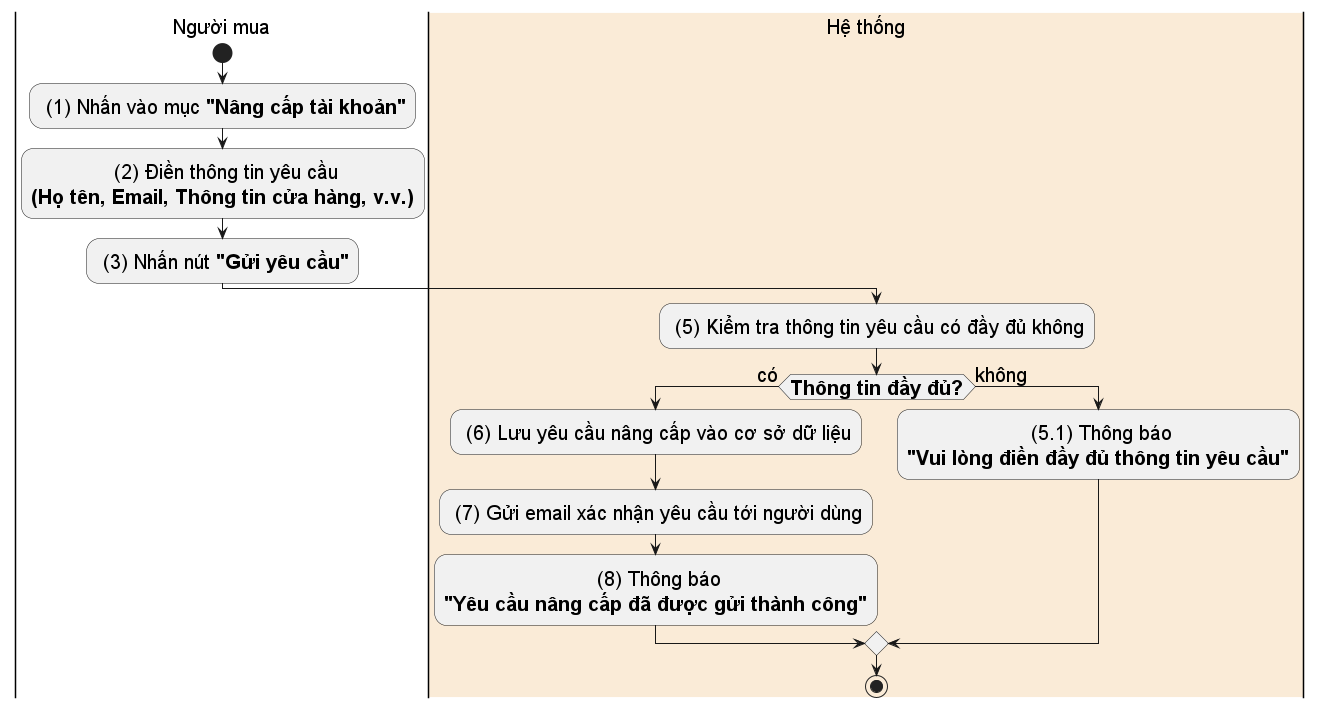 Người mua
Hệ thống
(1) Nhấn vào mục "Nâng cấp tài khoản"
(2) Điền thông tin yêu cầu
(Họ tên, Email, Thông tin cửa hàng, v.v.)
(3) Nhấn nút "Gửi yêu cầu"
(5) Kiểm tra thông tin yêu cầu có đầy đủ không
có
Thông tin đầy đủ?
không
(6) Lưu yêu cầu nâng cấp vào cơ sở dữ liệu
(5.1) Thông báo
"Vui lòng điền đầy đủ thông tin yêu cầu"
(7) Gửi email xác nhận yêu cầu tới người dùng
(8) Thông báo
"Yêu cầu nâng cấp đã được gửi thành công"